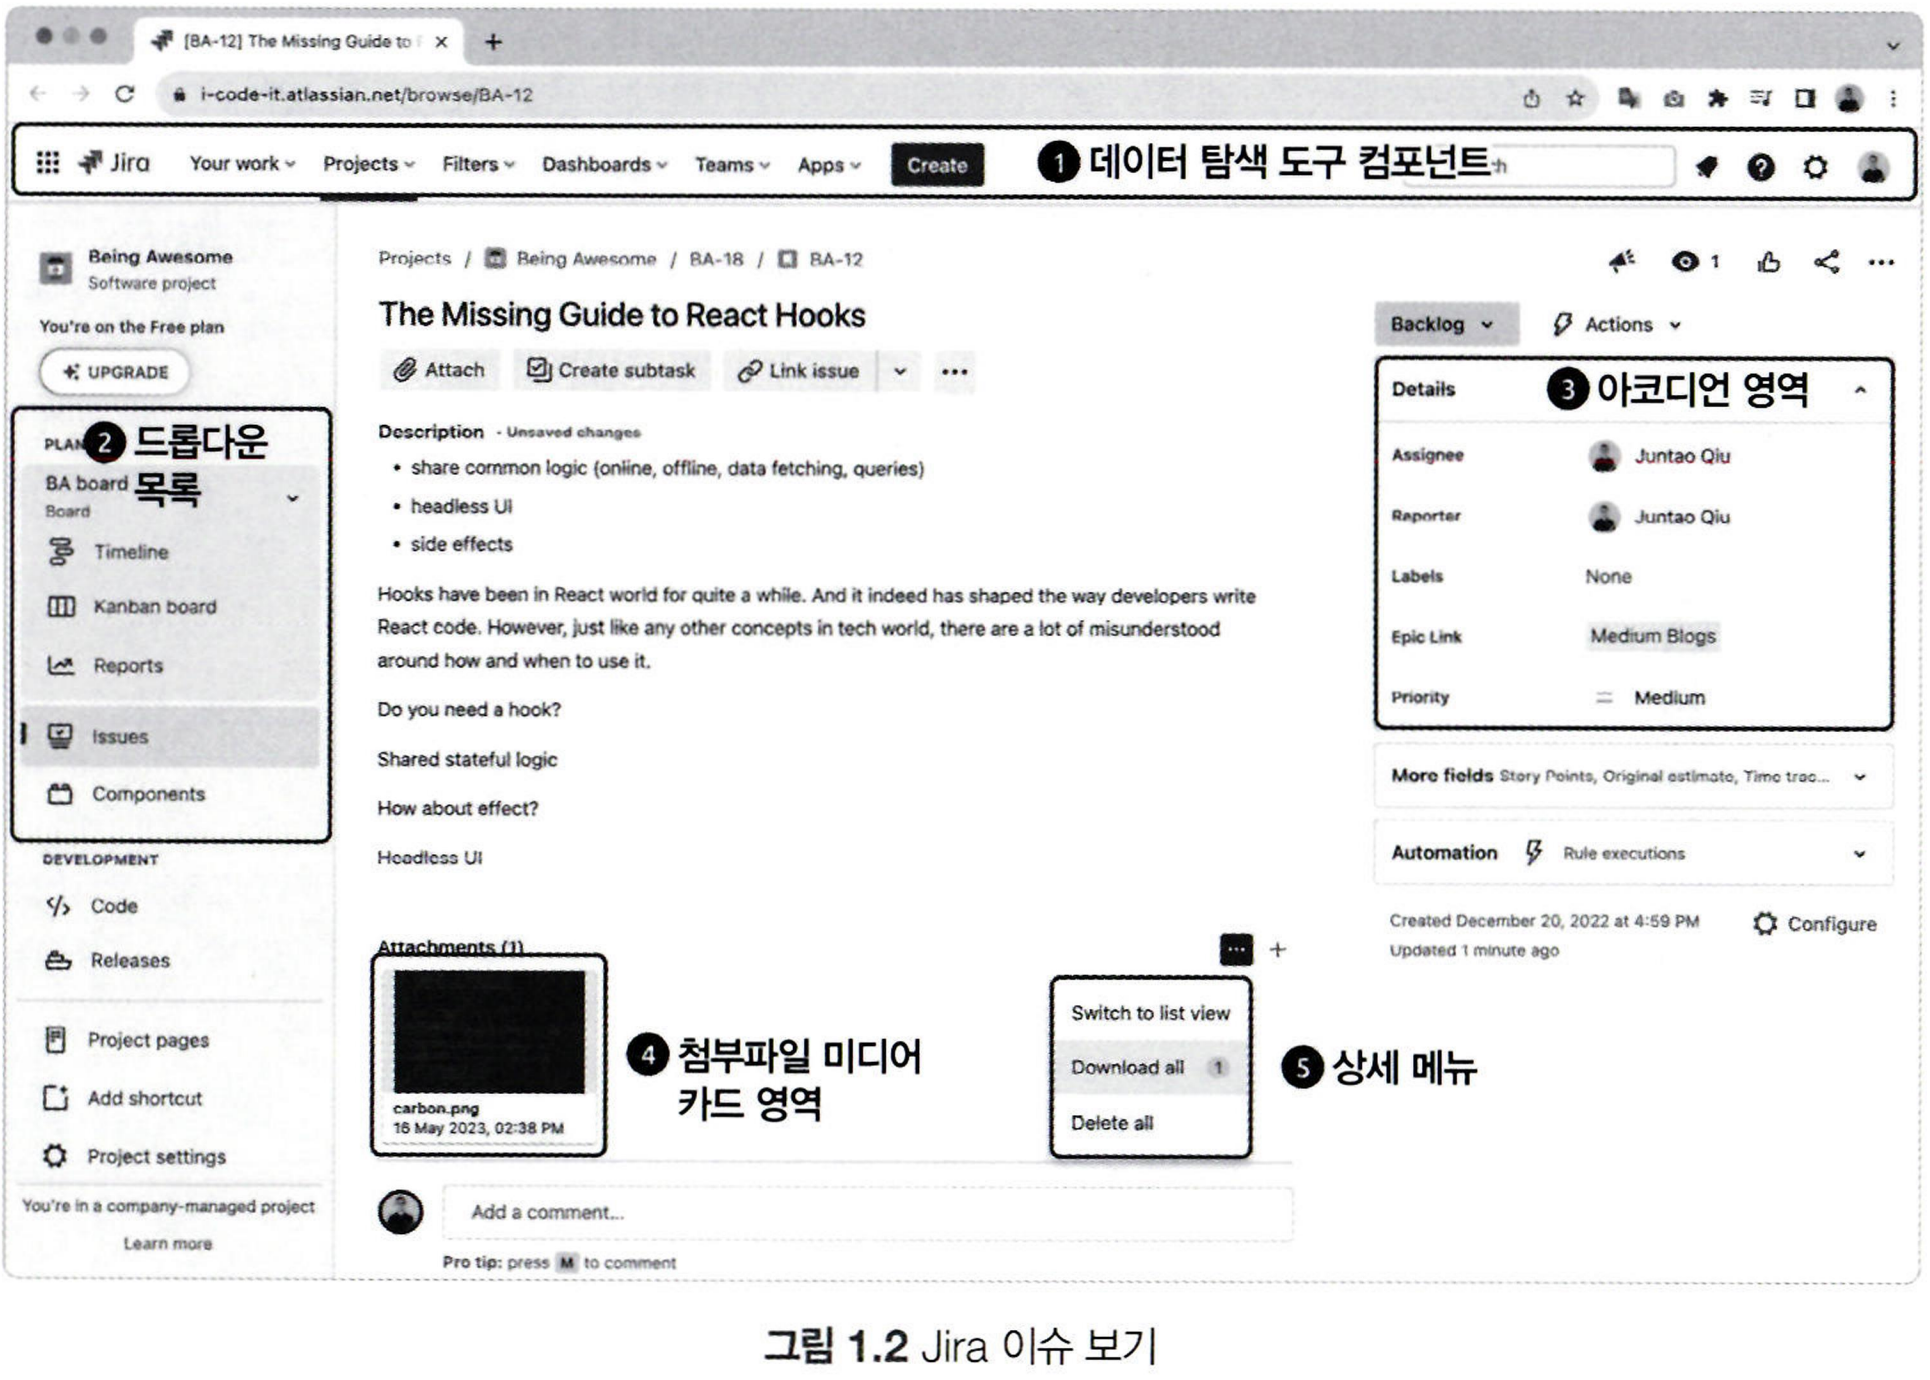 [BA-12] The Missing Guide to
i-code-it.atlassian.net/browse/BA-12
Jira Your work Projects Filters Dashboards Teams Apps Create
1 데이터 탐색 도구 컴포넌트
Being Awesome
Software project
You're on the Free plan
UPGRADE
PLAN
2 드롭다운
목록
BA board
Board
Timeline
Kanban board
Reports
Issues
Components
DEVELOPMENT
Code
Releases
Project pages
Add shortcut
Project settings
You're in a company-managed project
Learn more
Projects / Being Awesome / BA-18 / BA-12
The Missing Guide to React Hooks
Attach Create subtask Link issue
Description - Unsaved changes
• share common logic (online, offline, data fetching, queries)
• headless UI
• side effects
Hooks have been in React world for quite a while. And it indeed has shaped the way developers write
React code. However, just like any other concepts in tech world, there are a lot of misunderstood
around how and when to use it.
Do you need a hook?
Shared stateful logic
How about effect?
Headless UI
Attachments (1)
carbon.png
16 May 2023, 02:38 PM
4 첨부파일 미디어
카드 영역
Switch to list view
Download all 1
Delete all
5 상세 메뉴
Add a comment...
Pro tip: press M to comment
1
Backlog Actions
Details
3 아코디언 영역
Assignee Juntao Qiu
Reporter Juntao Qiu
Labels None
Epic Link Medium Blogs
Priority Medium
More fields Story Points, Original estimate, Time trac...
Automation Rule executions
Created December 20, 2022 at 4:59 PM
Updated 1 minute ago
Configure
그림 1.2 Jira 이슈 보기